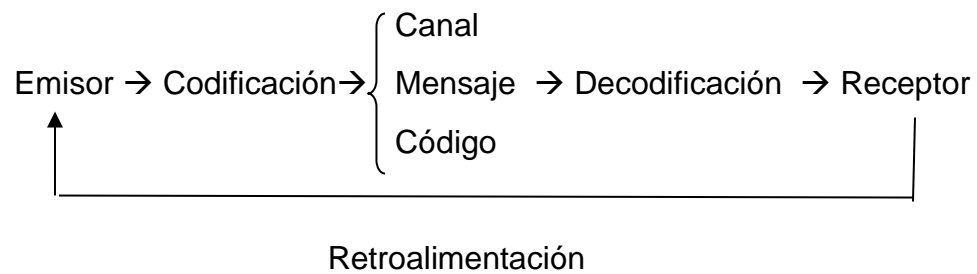 Canal
Emisor → Codificación→ Mensaje → Decodificación → Receptor
Código
Retroalimentación